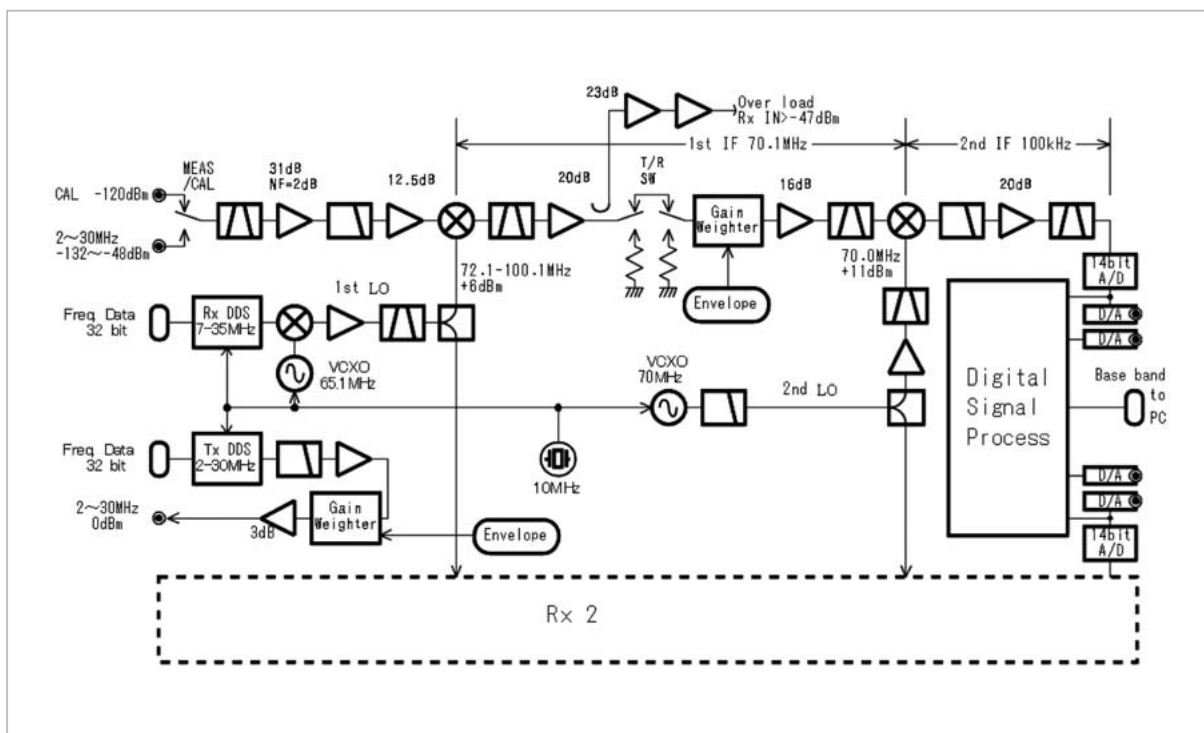 23dB
Over load
Rx IN>-47dBm
1st IF 70.1MHz
2nd IF 100kHz
MEAS
/CAL
31dB
NF=2dB
12.5dB
20dB
T/R
SW
16dB
20dB
CAL -120dBm
2～30MHz
-132～-48dBm
Gain
Weighter
72.1-100.1MHz
+6dBm
70.0MHz
+11dBm
14bit
A/D
1st LO
Envelope
Freq. Data
32 bit
Rx DDS
7-35MHz
D/A
D/A
VCXO
65.1MHz
VCXO
70MHz
2nd LO
Digital
Signal
Process
Base band
to
PC
Freq. Data
32 bit
Tx DDS
2-30MHz
10MHz
D/A
D/A
2～30MHz
0dBm
3dB
Gain
Weighter
Envelope
14bit
A/D
Rx 2